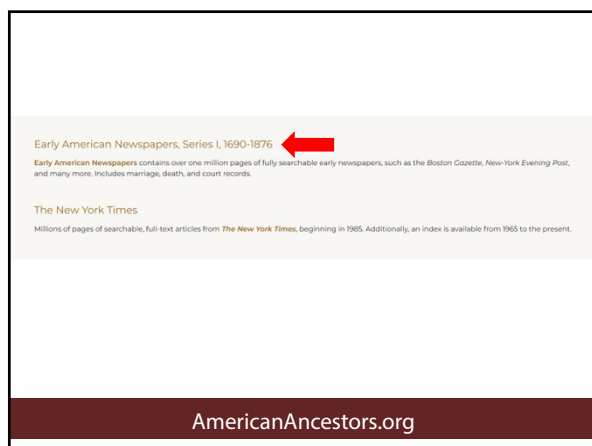 Early American Newspapers, Series I, 1690-1876
Early American Newspapers contains over one million pages of fully searchable early newspapers, such as the Boston Gazette, New-York Evening Post,
and many more. Includes marriage, death, and court records.
The New York Times
Millions of pages of searchable, full-text articles from The New York Times, beginning in 1985. Additionally, an index is available from 1965 to the present.
AmericanAncestors.org